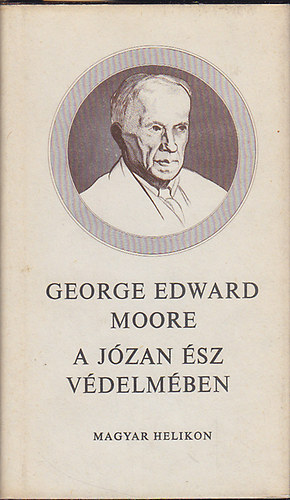 GEORGE EDWARD
MOORE
A JÓZAN ÉSZ
VÉDELMÉBEN
MAGYAR HELIKON